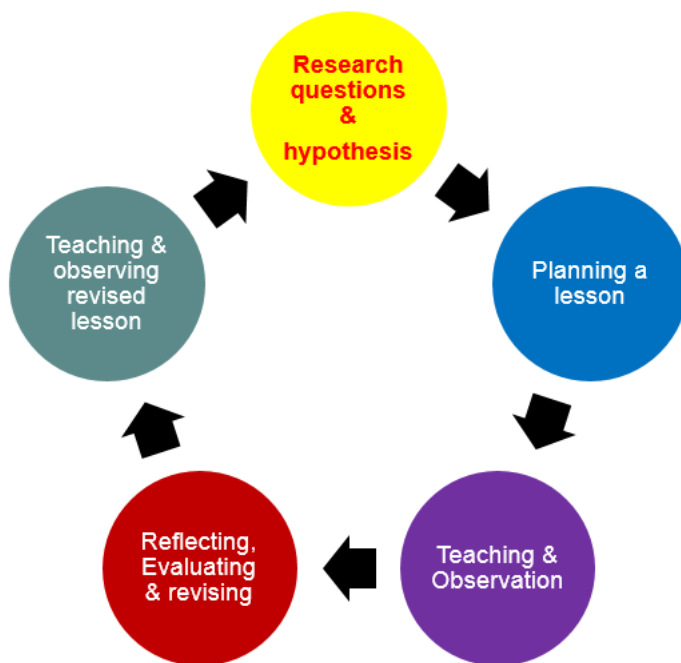 Research
questions
&
hypothesis
Planning a
lesson
Teaching &
Observation
Reflecting,
Evaluating
& revising
Teaching &
observing
revised
lesson